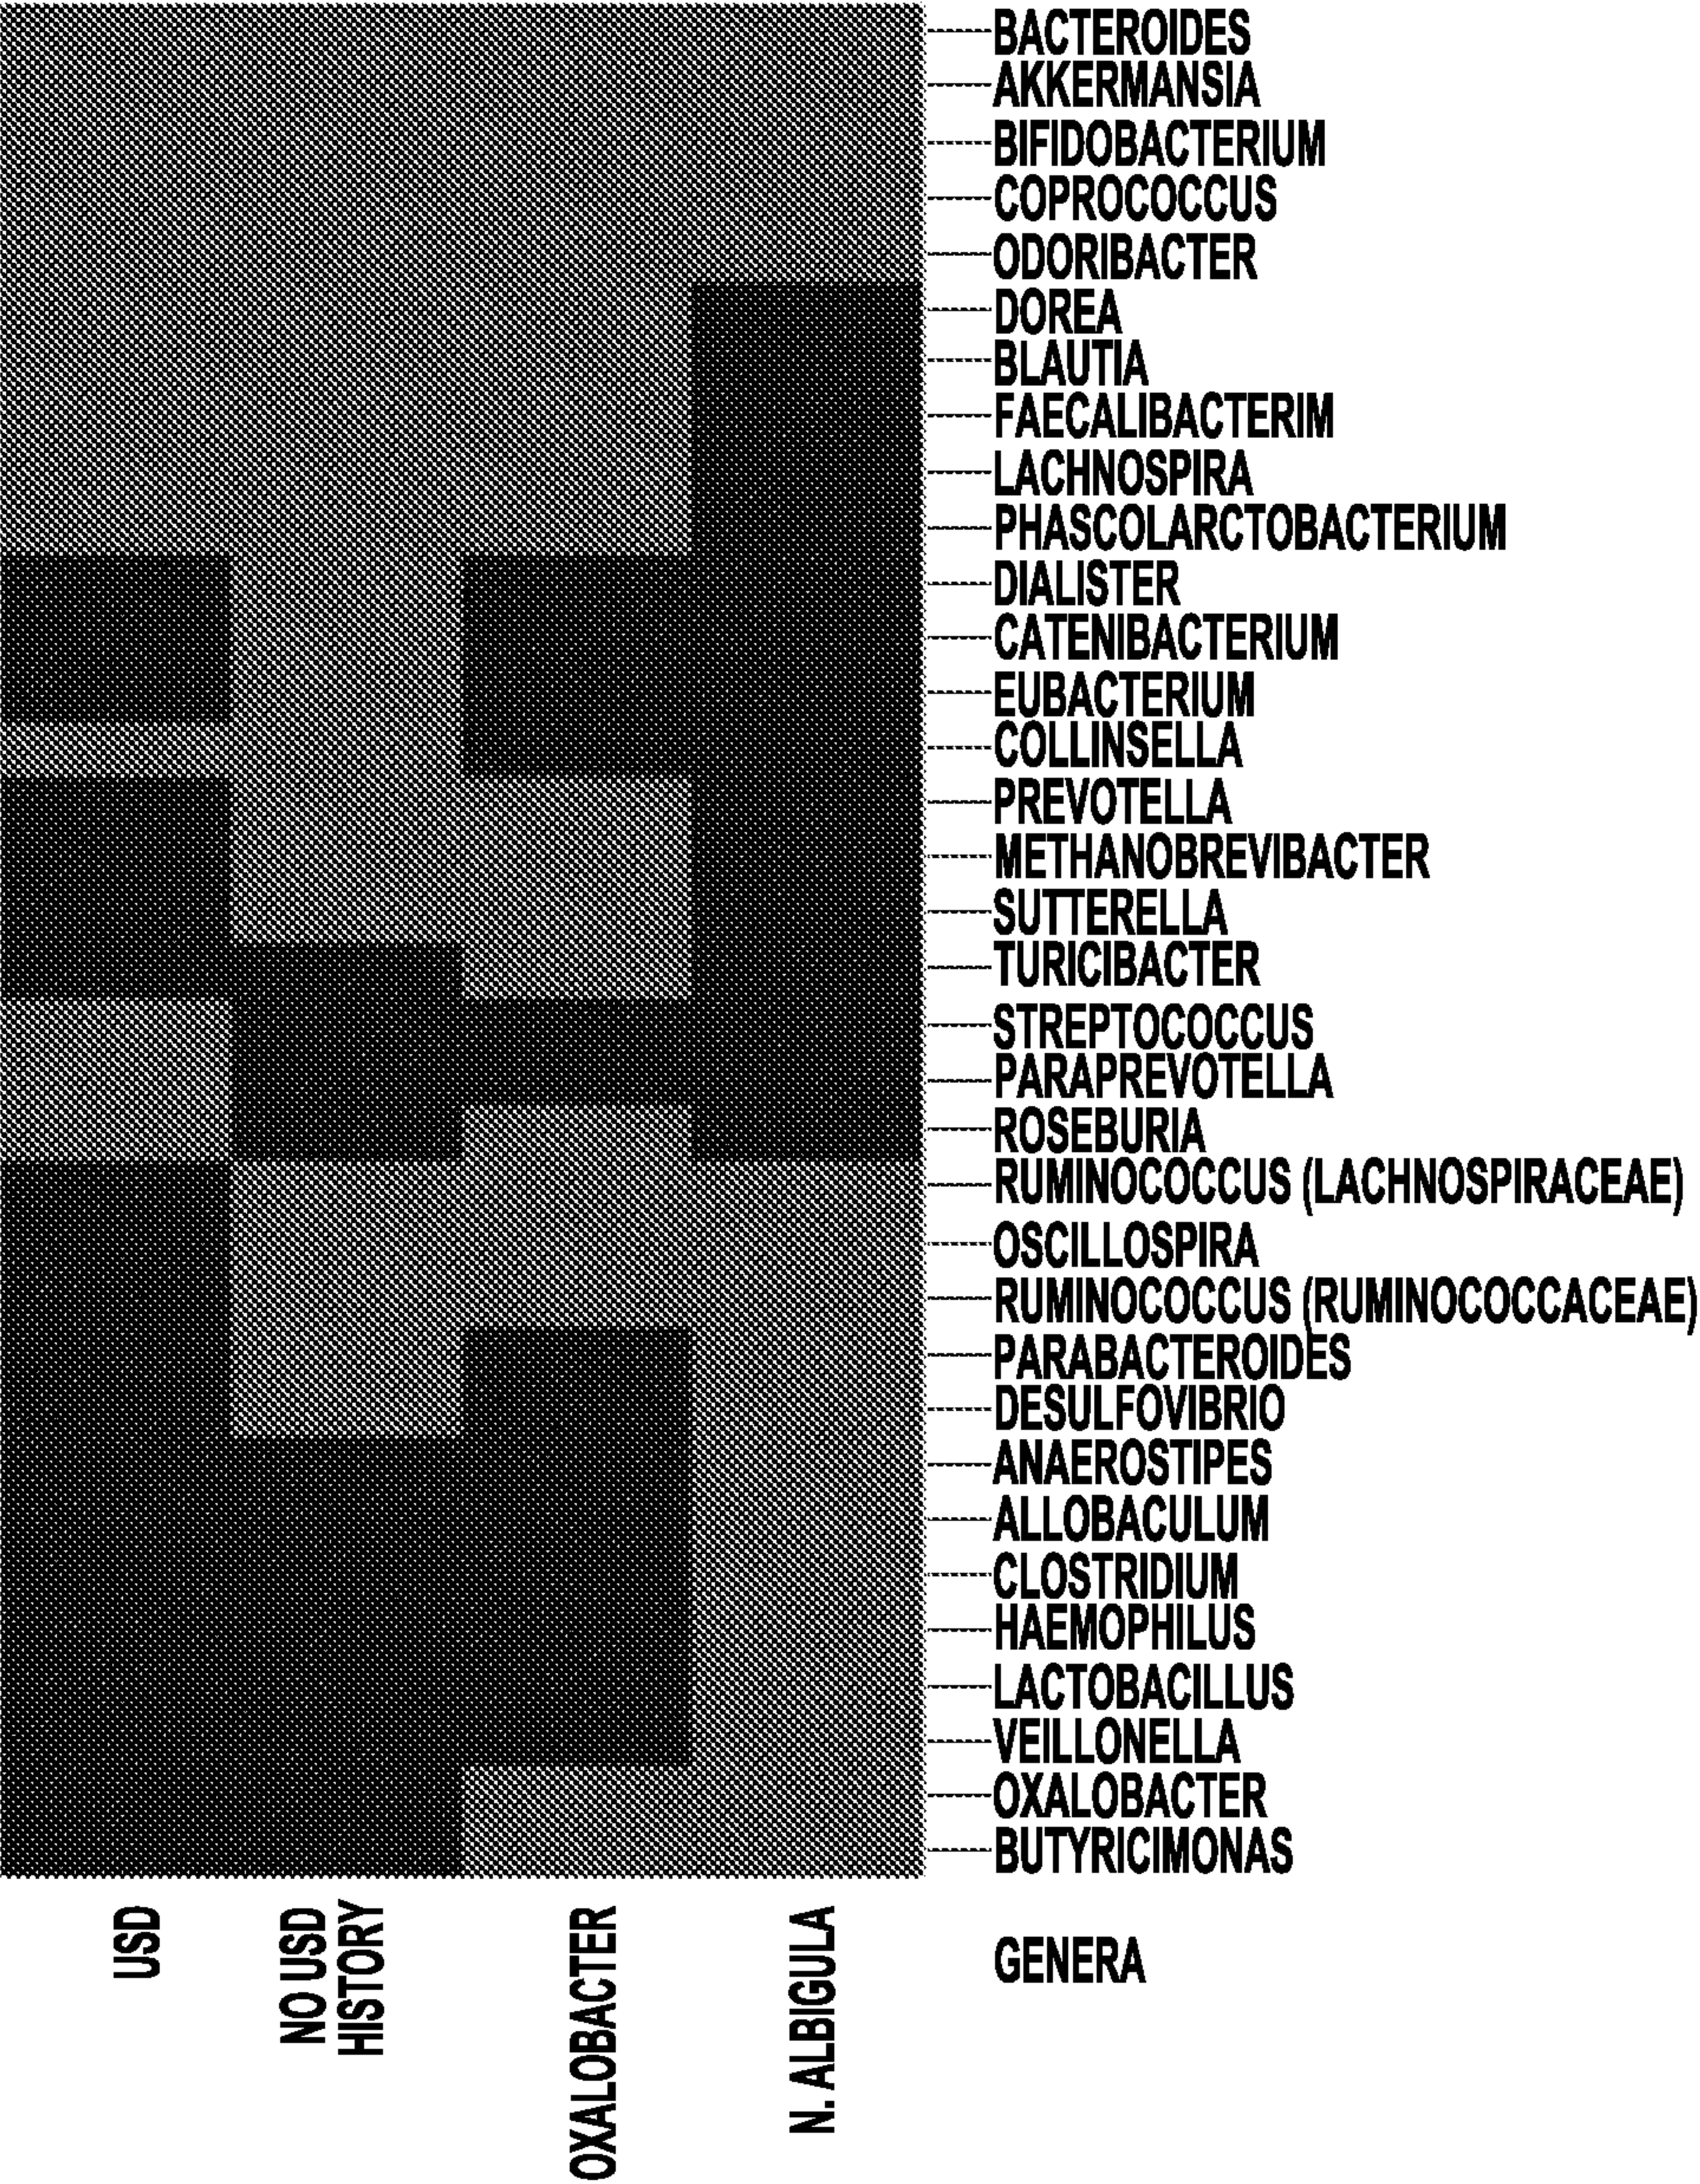 BACTEROIDES
AKKERMANSIA
BIFIDOBACTERIUM
COPROCOCCUS
ODORIBACTER
DOREA
BLAUTIA
FAECALIBACTERIM
LACHNOSPIRA
PHASCOLARCTOBACTERIUM
DIALISTER
CATENIBACTERIUM
EUBACTERIUM
COLLINSELLA
PREVOTELLA
METHANOBREVIBACTER
SUTTERELLA
TURICIBACTER
STREPTOCOCCUS
PARAPREVOTELLA
ROSEBURIA
RUMINOCOCCUS (LACHNOSPIRACEAE)
OSCILLOSPIRA
RUMINOCOCCUS (RUMINOCOCCACEAE)
PARABACTEROIDES
DESULFOVIBRIO
ANAEROSTIPES
ALLOBACULUM
CLOSTRIDIUM
HAEMOPHILUS
LACTOBACILLUS
VEILLONELLA
OXALOBACTER
BUTYRICIMONAS
USD
NO USD
HISTORY
OXALOBACTER
N. ALBIGULA
GENERA